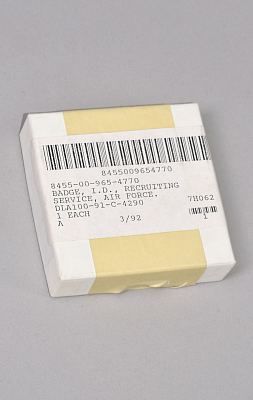 8455009654770
8455-00-965-4770
BADGE, I.D., RECRUITING
SERVICE, AIR FORCE.
DLA100-91-C-4290 7H062
1 EACH 3/92 1
A